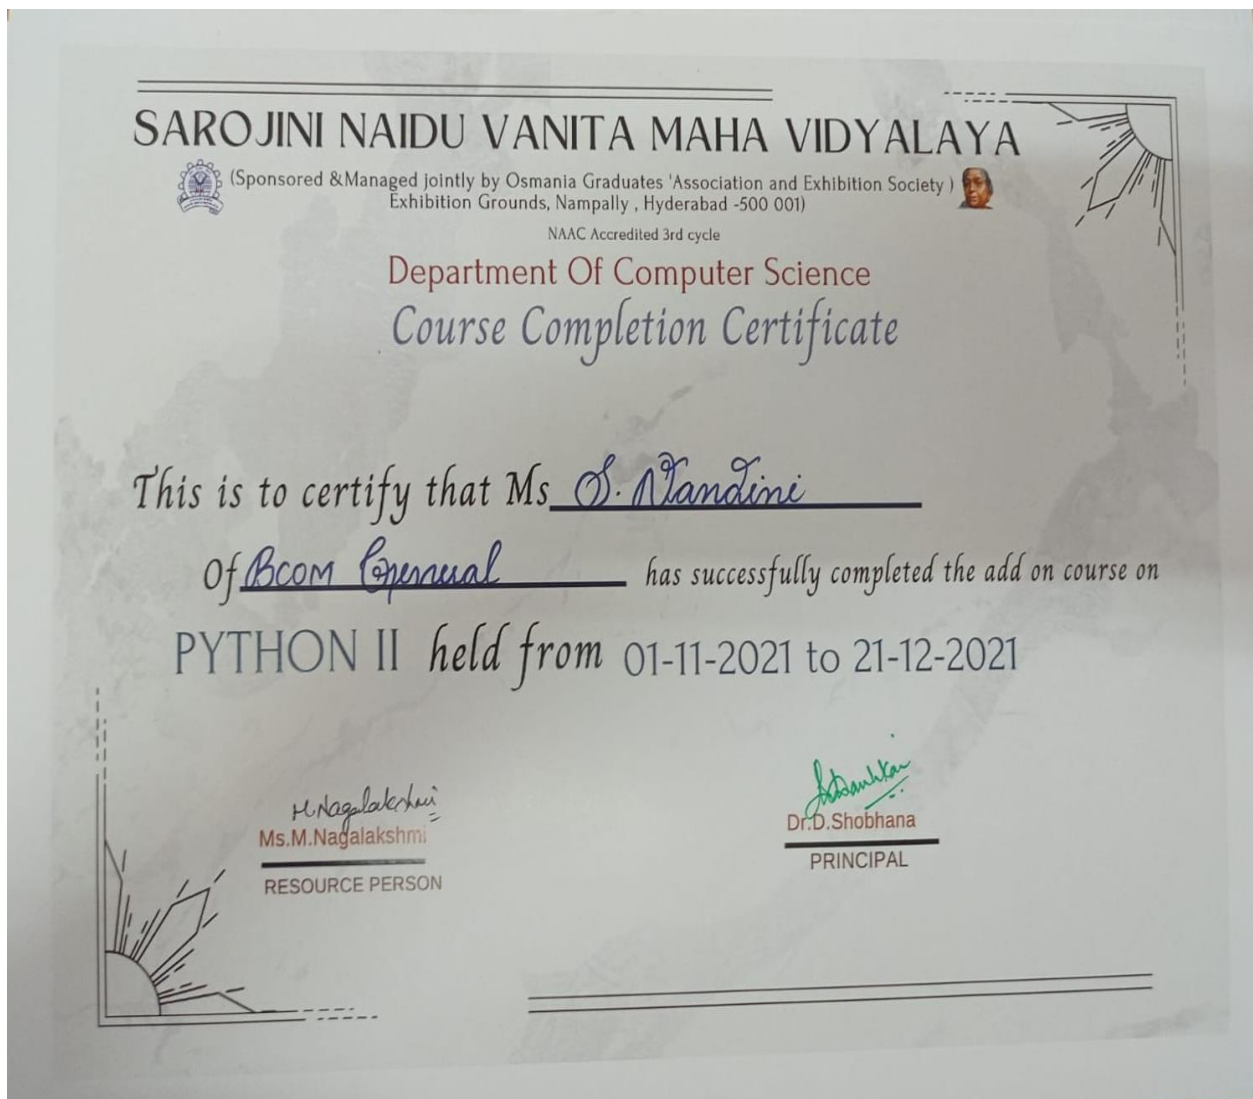 SAROJINI NAIDU VANITA MAHA VIDYALAYA
(Sponsored &Managed jointly by Osmania Graduates 'Association and Exhibition Society )
Exhibition Grounds, Nampally , Hyderabad -500 001)
NAAC Accredited 3rd cycle
Department Of Computer Science
Course Completion Certificate
This is to certify that Ms S. Nandini
Of Bcom General has successfully completed the add on course on
PYTHON II held from 01-11-2021 to 21-12-2021
M.Nagalakshmi
Ms.M.Nagalakshmi
Dr.D.Shobhana
RESOURCE PERSON
PRINCIPAL